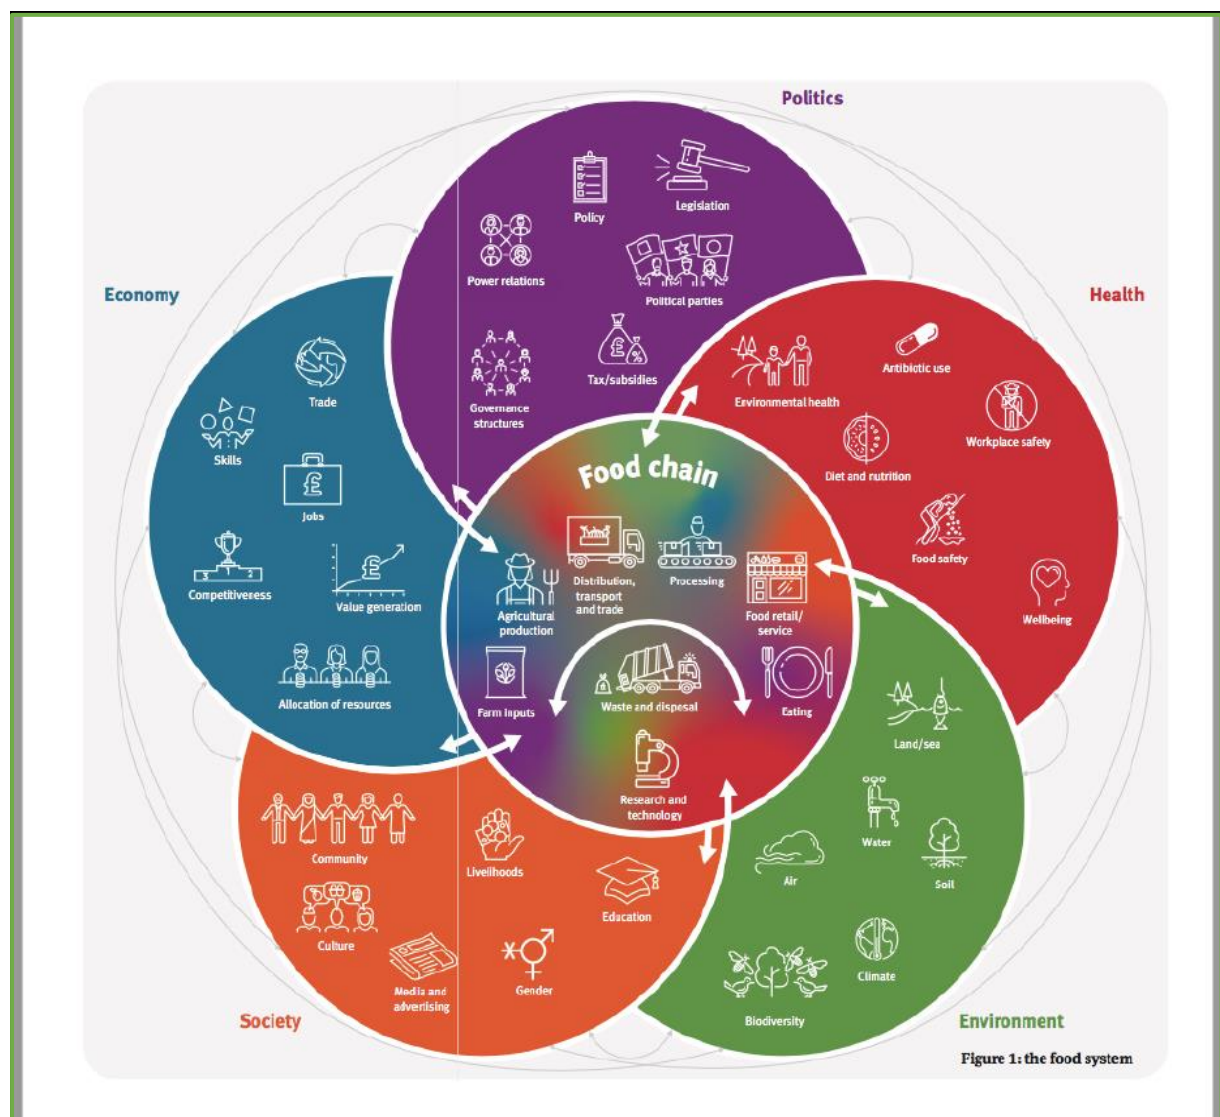 Politics
Policy
Legislation
Power relations
Political parties
Governance
structures
Tax/subsidies
£
%
Economy
Trade
Skills
£
Jobs
3 1 2
Competitiveness
£
Value generation
Allocation of resources
Health
Environmental health
Antibiotic use
Workplace safety
Diet and nutrition
Food safety
Wellbeing
Food chain
Agricultural
production
Distribution,
transport
and trade
Processing
Food retail/
service
Farm inputs
Waste and disposal
Eating
Research and
technology
Community
Livelihoods
Education
Culture
Media and
advertising
Gender
Society
Land/sea
Water
Air
Soil
Climate
Biodiversity
Environment
Figure 1: the food system